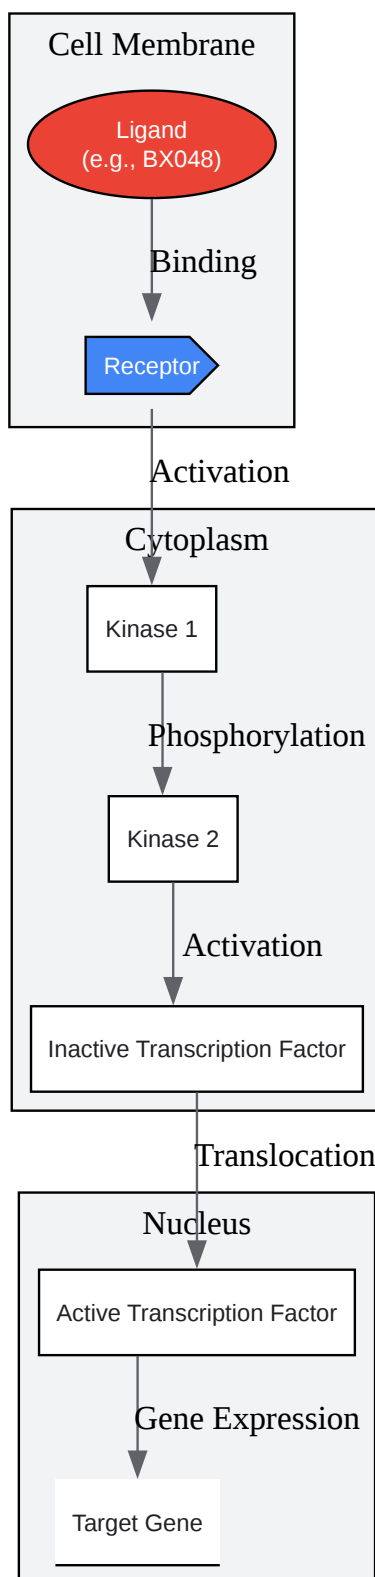 Cell Membrane
Ligand
(e.g., BX048)
Binding
Receptor
Activation
Cytoplasm
Kinase 1
Phosphorylation
Kinase 2
Activation
Inactive Transcription Factor
Translocation
Nucleus
Active Transcription Factor
Gene Expression
Target Gene